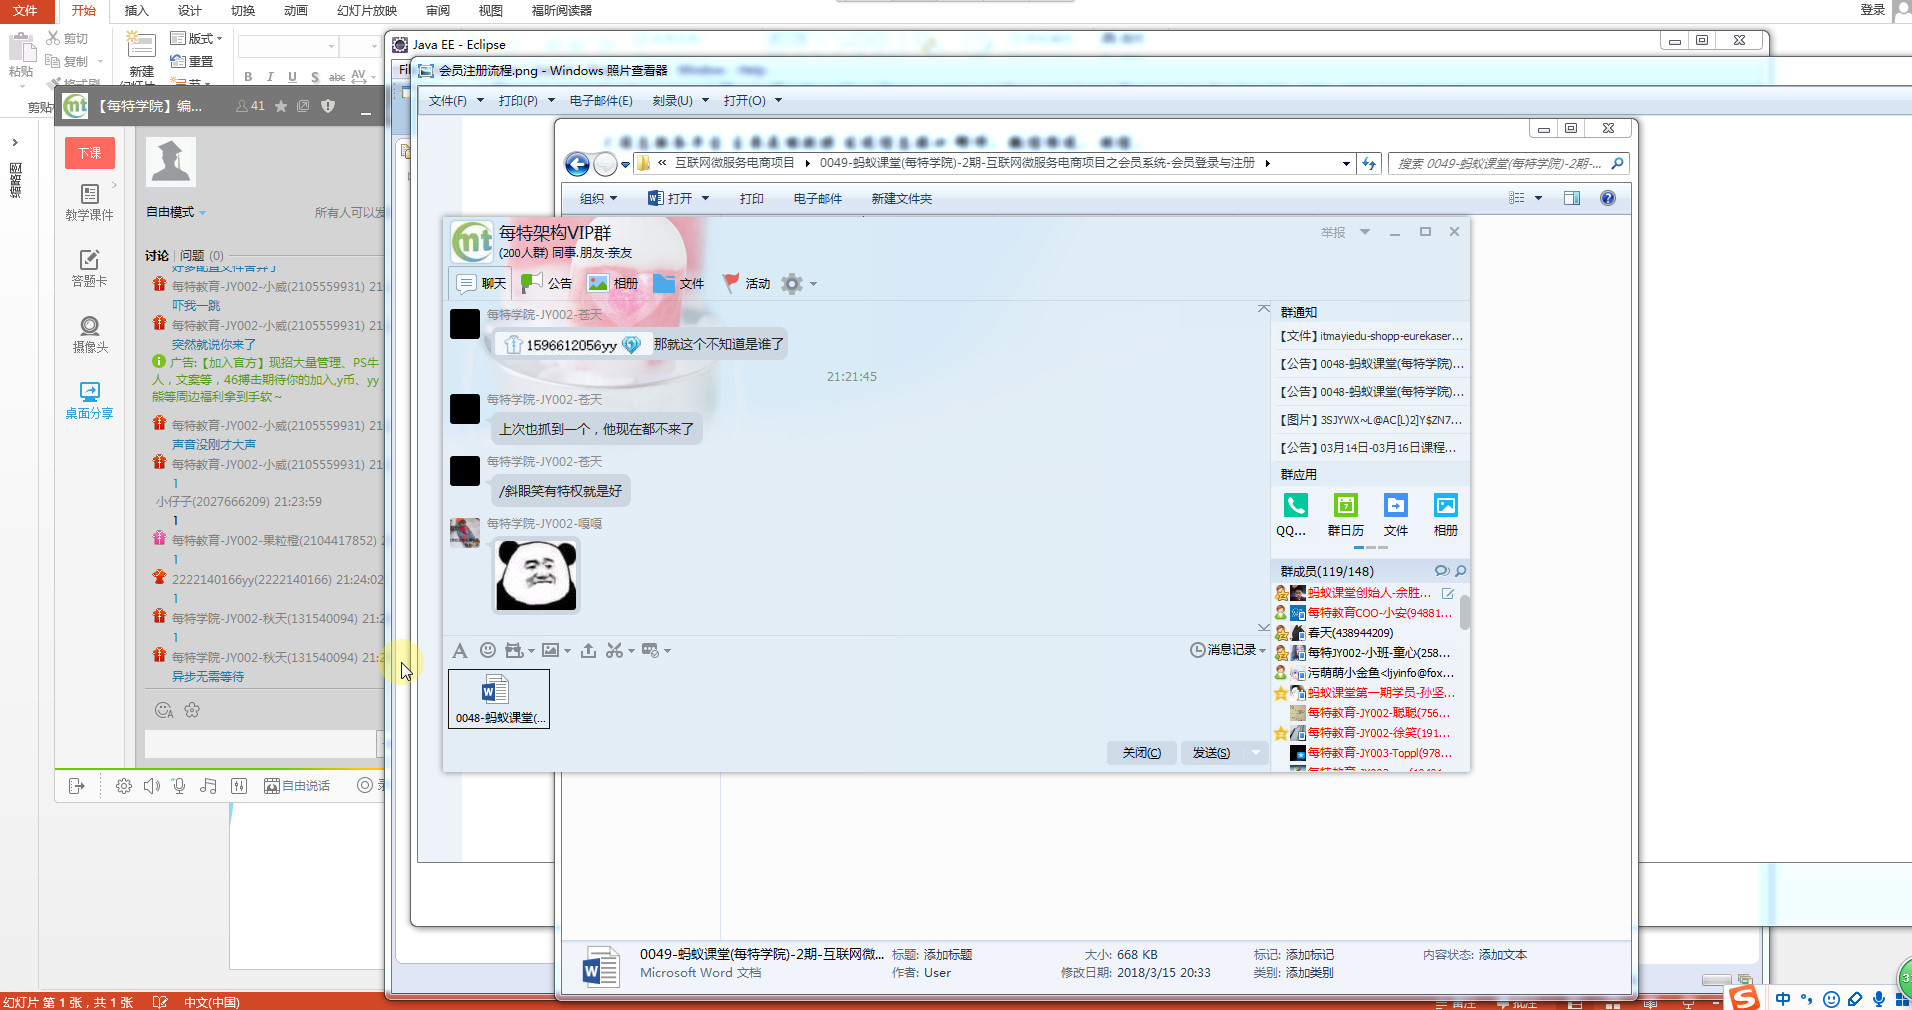 文件 开始 插入 设计 切换 动画 幻灯片放映 审阅 视图 福昕阅读器 登录
粘贴 剪切 复制 格式刷
新建 版式 重置
B I U S abc AV
剪贴
缩略图
Java EE - Eclipse
会员注册流程.png - Windows 照片查看器
文件(F) 打印(P) 电子邮件(E) 刻录(U) 打开(O)
« 互联网微服务电商项目 0049-蚂蚁课堂(每特学院)-2期-互联网微服务电商项目之会员系统-会员登录与注册
搜索 0049-蚂蚁课堂(每特学院)-2期-...
组织 打开 打印 电子邮件 新建文件夹
mt 【每特学院】编... 41
下课
教学课件
答题卡
摄像头
桌面分享
自由模式 所有人可以发
讨论 | 问题 (0)
好多配置文件舍弃了
每特教育-JY002-小威(2105559931) 21
吓我一跳
每特教育-JY002-小威(2105559931) 21
突然就说你来了
广告:【加入官方】现招大量管理、PS牛
人，文案等，46搏击期待你的加入,y币、yy
能等周边福利拿到手软～
每特教育-JY002-小威(2105559931) 21
声音没刚才大声
每特教育-JY002-小威(2105559931) 21
1
小仔子(2027666209) 21:23:59
1
每特教育-JY002-果粒橙(2104417852) 2
1
2222140166yy(2222140166) 21:24:02
1
每特学院-JY002-秋天(131540094) 21:2
1
每特学院-JY002-秋天(131540094) 21:2
异步无需等待
自由说话
mt 每特架构VIP群
(200人群) 同事.朋友-亲友
举报
聊天 公告 相册 文件 活动
每特学院-JY002-苍天
1596612056yy 那就这个不知道是谁了
21:21:45
每特学院-JY002-苍天
上次也抓到一个，他现在都不来了
每特学院-JY002-苍天
/斜眼笑有特权就是好
每特学院-JY002-嘎嘎
消息记录
0048-蚂蚁课堂(...
关闭(C) 发送(S)
群通知
【文件】itmayiedu-shopp-eurekaser...
【公告】0048-蚂蚁课堂(每特学院)...
【公告】0048-蚂蚁课堂(每特学院)...
【图片】3SJYWX~L@AC[L)2]Y$ZN7...
【公告】03月14日-03月16日课程...
群应用
QQ... 群日历 文件 相册
群成员(119/148)
蚂蚁课堂创始人-余胜...
每特教育COO-小安(94881...
春天(438944209)
每特JY002-小班-童心(258...
污萌萌小金鱼<ljyinfo@fox...
蚂蚁课堂第一期学员-孙坚...
每特教育-JY002-聪聪(756...
每特教育-JY002-徐笑(191...
每特教育-JY003-Toppl(978...
0049-蚂蚁课堂(每特学院)-2期-互联网微... 标题: 添加标题 大小: 668 KB 标记: 添加标记 内容状态: 添加文本
Microsoft Word 文档 作者: User 修改日期: 2018/3/15 20:33 类别: 添加类别
幻灯片 第 1 张，共 1 张 中文(中国) 备注 批注
中